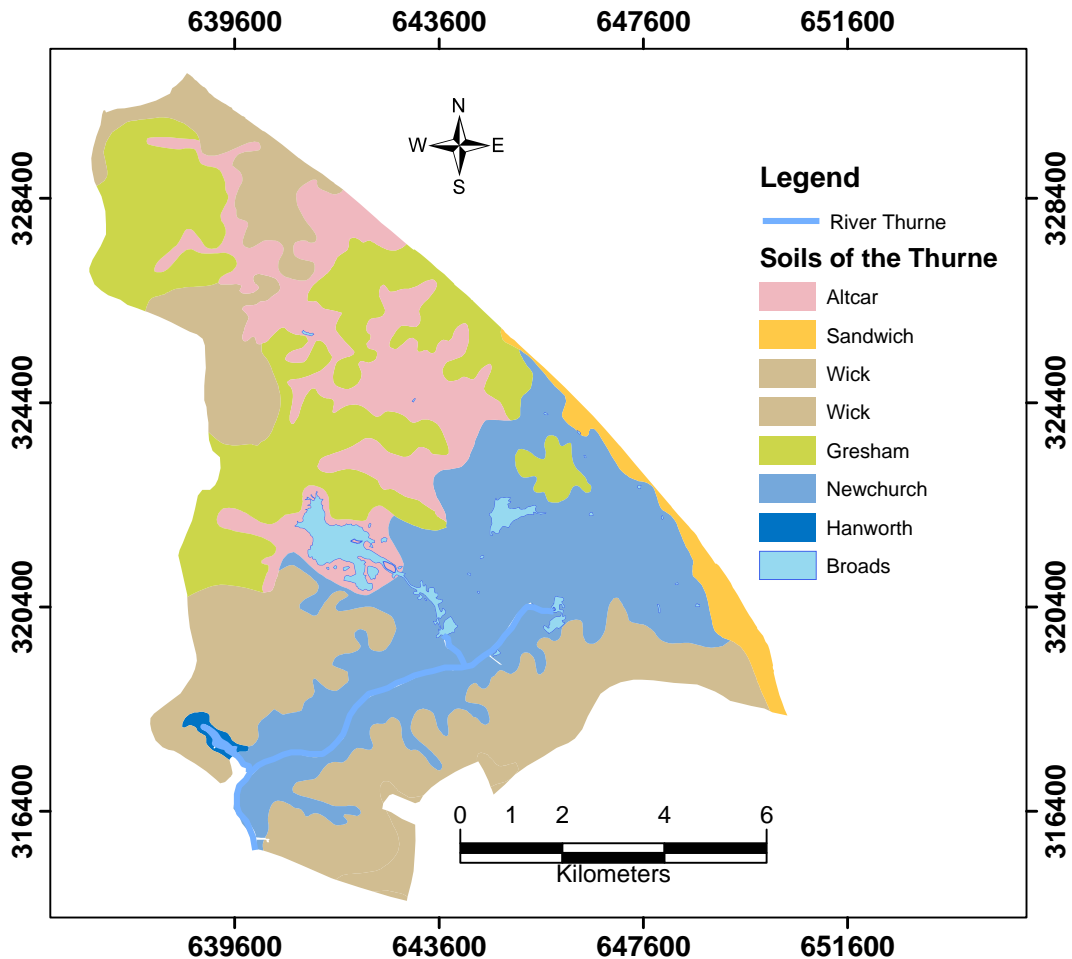 639600 643600 647600 651600
N
W E
S
328400 328400
Legend
River Thurne
Soils of the Thurne
Altcar
Sandwich
Wick
324400 324400
Wick
Gresham
Newchurch
Hanworth
Broads
320400 320400
316400 316400
0 1 2 4 6
Kilometers
639600 643600 647600 651600